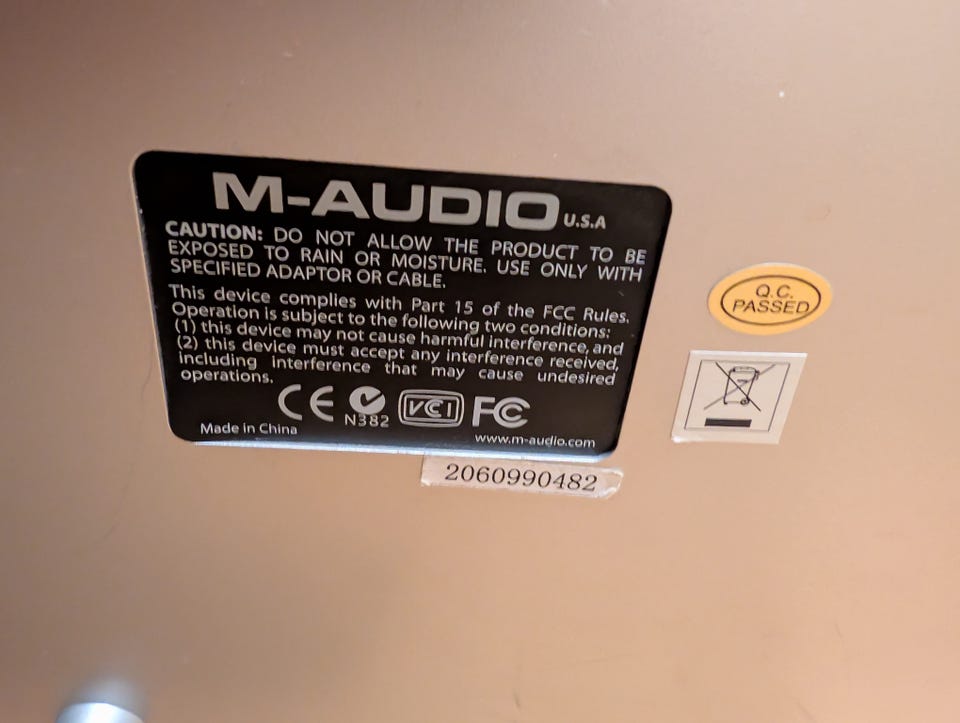 M-AUDIO U.S.A
CAUTION: DO NOT ALLOW THE PRODUCT TO BE
EXPOSED TO RAIN OR MOISTURE. USE ONLY WITH
SPECIFIED ADAPTOR OR CABLE.
This device complies with Part 15 of the FCC Rules.
Operation is subject to the following two conditions:
(1) this device may not cause harmful interference, and
(2) this device must accept any interference received,
including interference that may cause undesired
operations.
CE N382 VCI FC
Made in China
www.m-audio.com
2060990482
Q.C.
PASSED